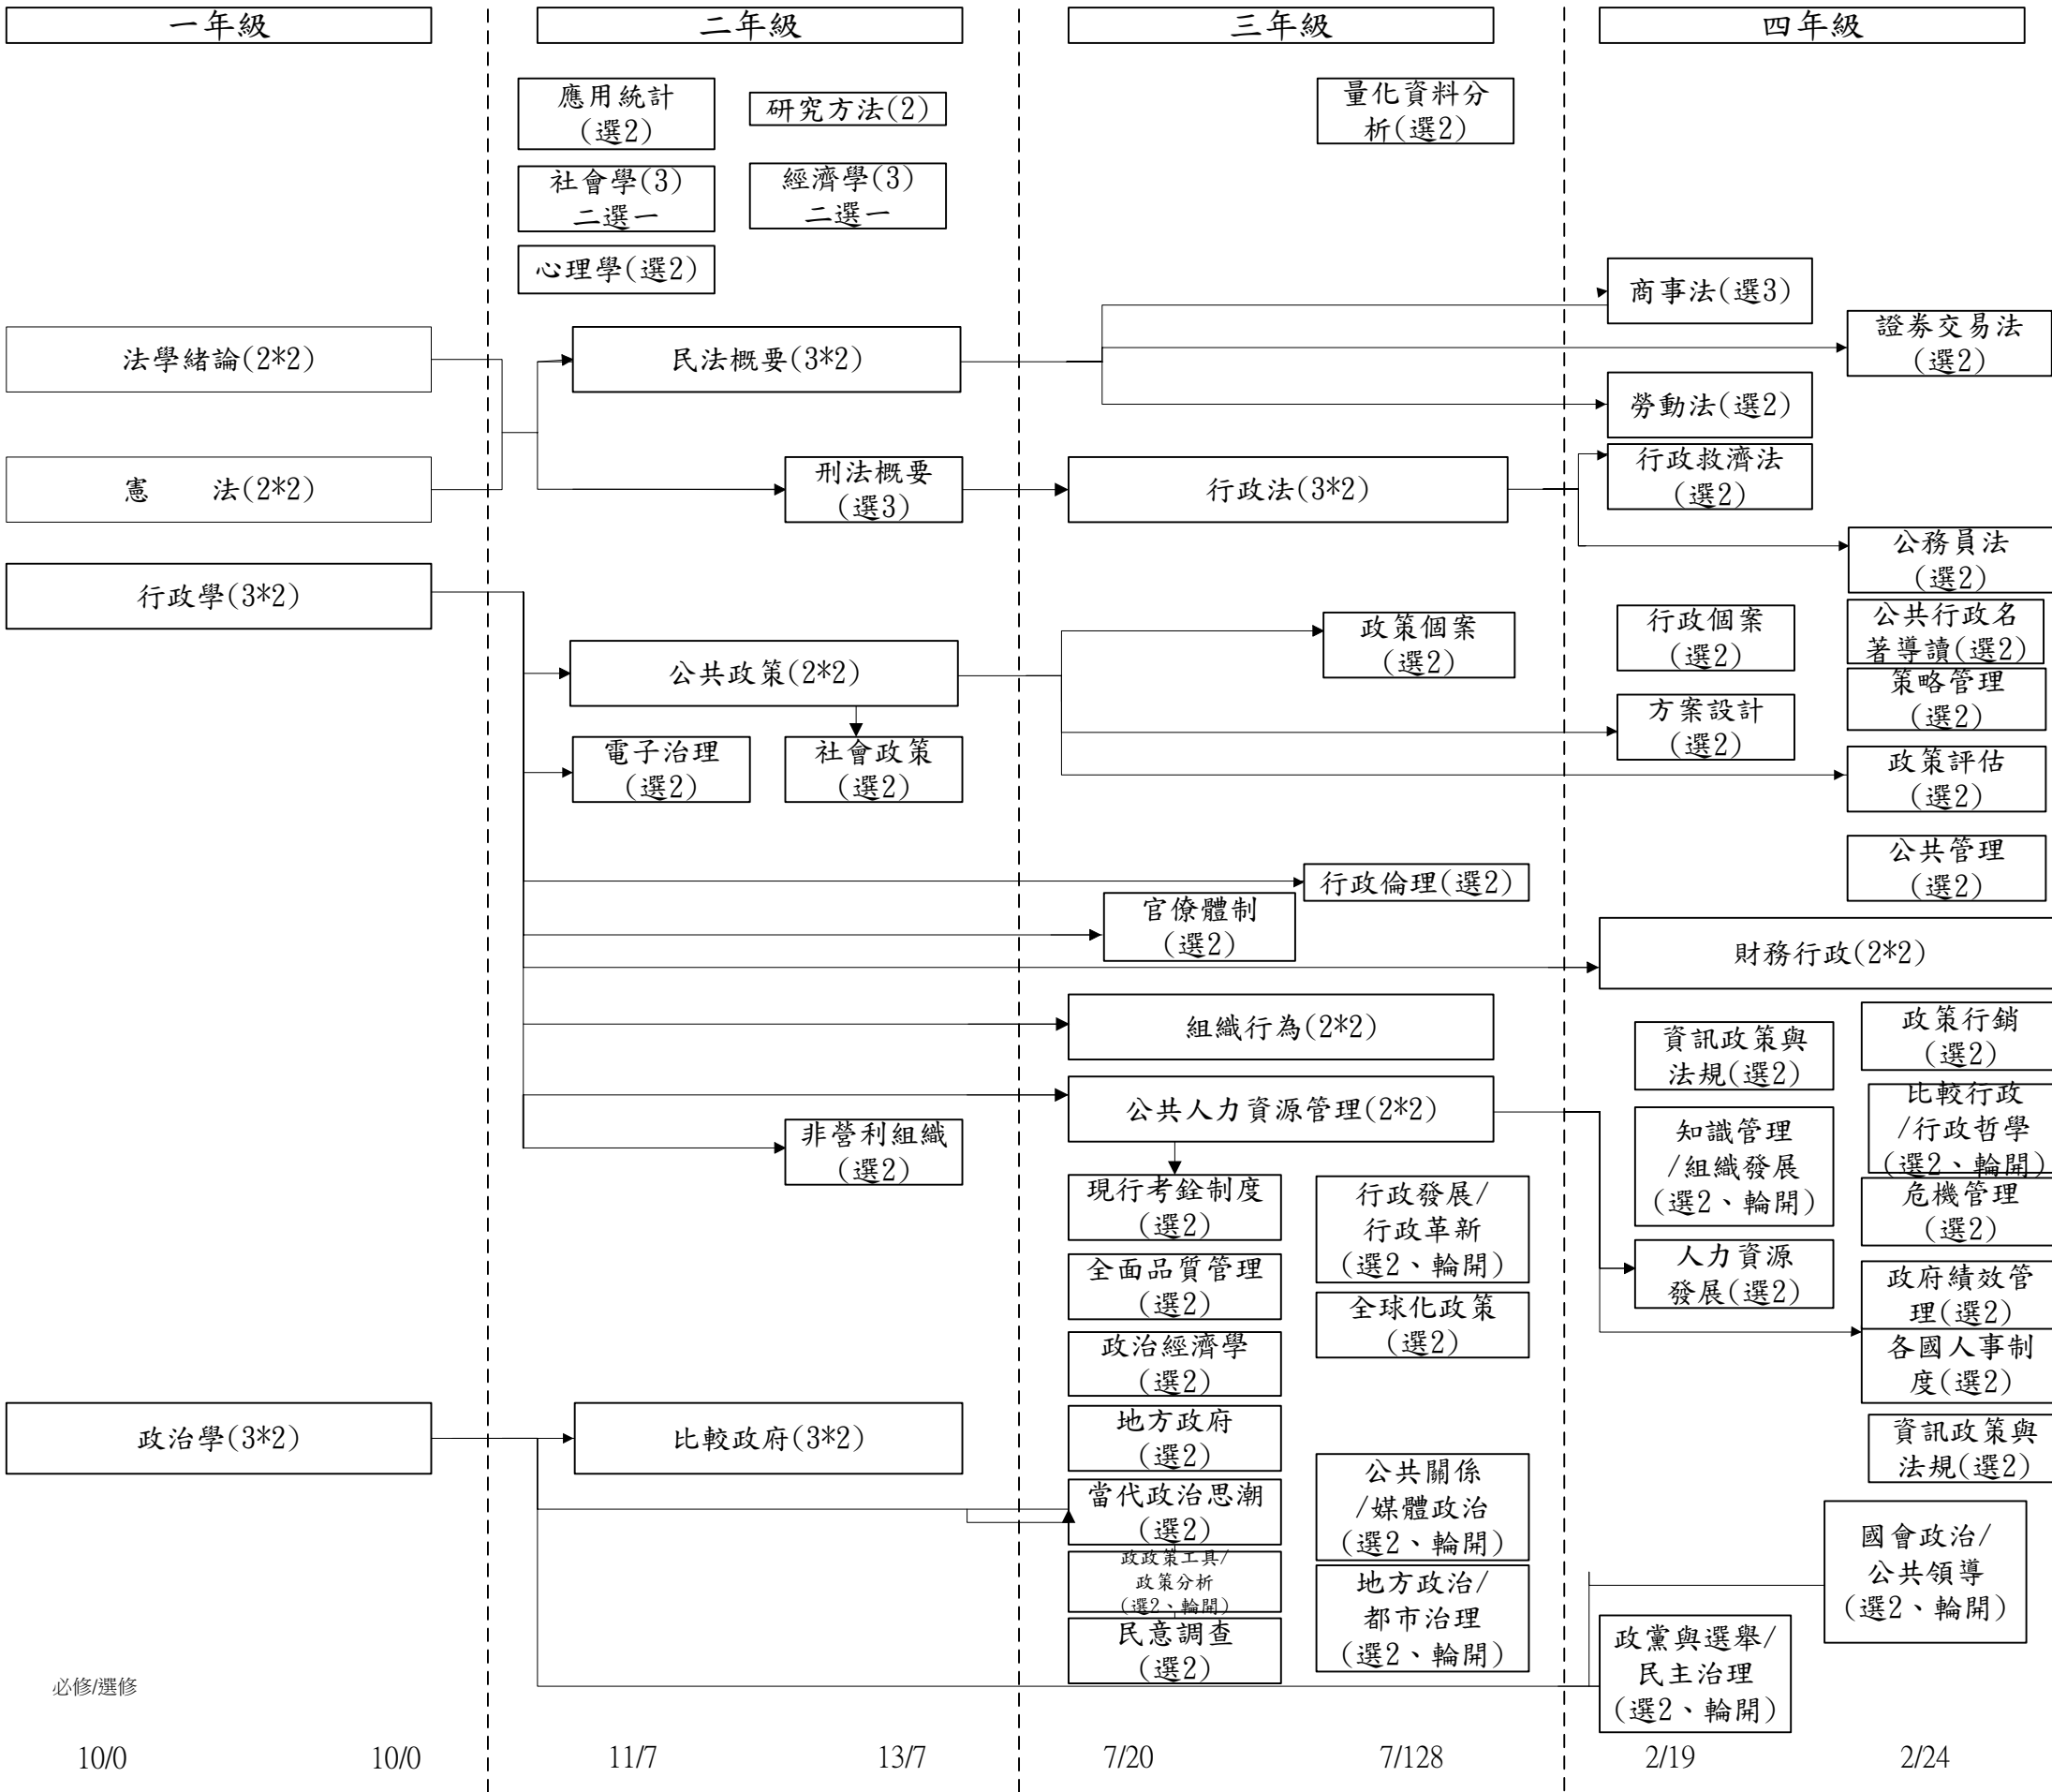 一年級
二年級
三年級
四年級
應用統計
(選2)
研究方法(2)
量化資料分
析(選2)
社會學(3)
二選一
經濟學(3)
二選一
心理學(選2)
商事法(選3)
證券交易法
(選2)
法學緒論(2*2)
民法概要(3*2)
勞動法(選2)
憲　　法(2*2)
刑法概要
(選3)
行政法(3*2)
行政救濟法
(選2)
公務員法
(選2)
行政學(3*2)
公共政策(2*2)
政策個案
(選2)
行政個案
(選2)
公共行政名
著導讀(選2)
策略管理
(選2)
方案設計
(選2)
電子治理
(選2)
社會政策
(選2)
政策評估
(選2)
公共管理
(選2)
行政倫理(選2)
官僚體制
(選2)
財務行政(2*2)
組織行為(2*2)
資訊政策與
法規(選2)
政策行銷
(選2)
公共人力資源管理(2*2)
比較行政
/行政哲學
(選2、輪開)
非營利組織
(選2)
知識管理
/組織發展
(選2、輪開)
現行考銓制度
(選2)
行政發展/
行政革新
(選2、輪開)
危機管理
(選2)
全面品質管理
(選2)
人力資源
發展(選2)
政府績效管
理(選2)
全球化政策
(選2)
政治經濟學
(選2)
各國人事制
度(選2)
政治學(3*2)
比較政府(3*2)
地方政府
(選2)
資訊政策與
法規(選2)
公共關係
/媒體政治
(選2、輪開)
當代政治思潮
(選2)
國會政治/
公共領導
(選2、輪開)
政政策工具/
政策分析
(選2、輪開)
地方政治/
都市治理
(選2、輪開)
民意調查
(選2)
政黨與選舉/
民主治理
(選2、輪開)
必修/選修
10/0
10/0
11/7
13/7
7/20
7/128
2/19
2/24